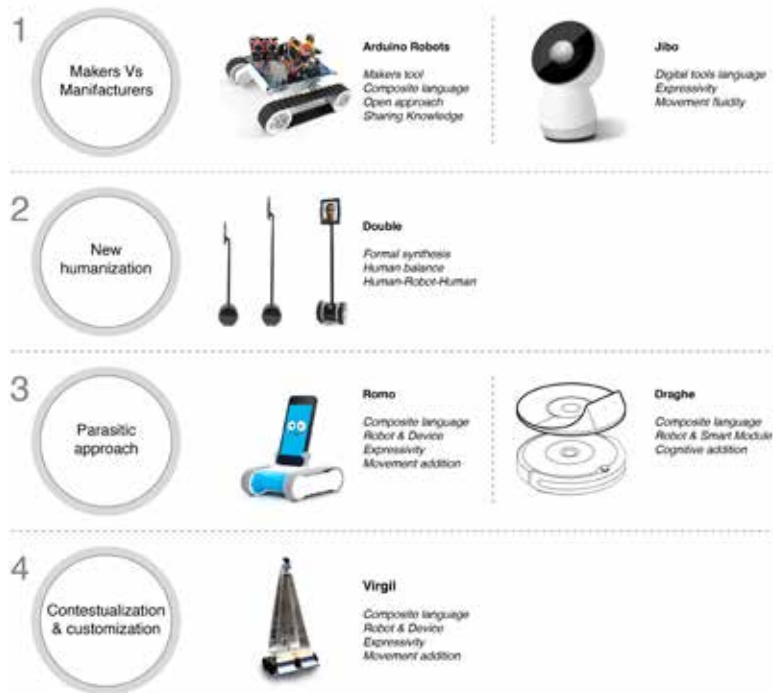 1
Makers Vs
Manifacturers
Arduino Robots
Makers tool
Composite language
Open approach
Sharing Knowledge
Jibo
Digital tools language
Expressivity
Movement fluidity
2
New
humanization
Double
Formal synthesis
Human balance
Human-Robot-Human
3
Parasitic
approach
Romo
Composite language
Robot & Device
Expressivity
Movement addition
Draghe
Composite language
Robot & Smart Module
Cognitive addition
4
Contestualization
& customization
Virgil
Composite language
Robot & Device
Expressivity
Movement addition